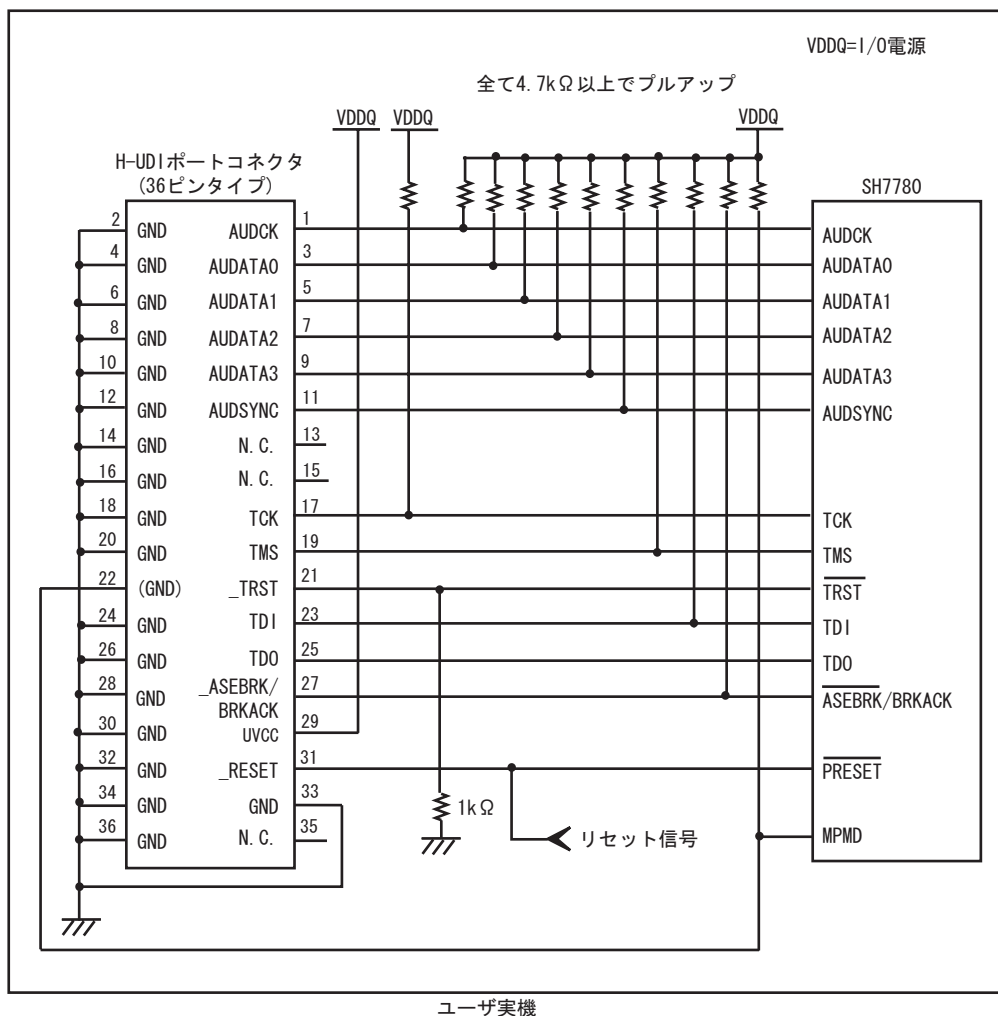 VDDQ=I/O電源
全て4.7kΩ以上でプルアップ
VDDQ VDDQ VDDQ
H-UDIポートコネクタ
(36ピンタイプ)
SH7780
2 GND AUDCK 1 AUDCK
4 GND AUDATA0 3 AUDATA0
6 GND AUDATA1 5 AUDATA1
8 GND AUDATA2 7 AUDATA2
10 GND AUDATA3 9 AUDATA3
12 GND AUDSYNC 11 AUDSYNC
14 GND N.C. 13
16 GND N.C. 15
18 GND TCK 17 TCK
20 GND TMS 19 TMS
22 (GND) _TRST 21 TRST
24 GND TDI 23 TDI
26 GND TDO 25 TDO
28 GND _ASEBRK/ 27 ASEBRK/BRKACK
BRKACK
30 GND UVCC 29
32 GND _RESET 31 PRESET
34 GND GND 33
1kΩ
36 GND N.C. 35
リセット信号
MPMD
ユーザ実機